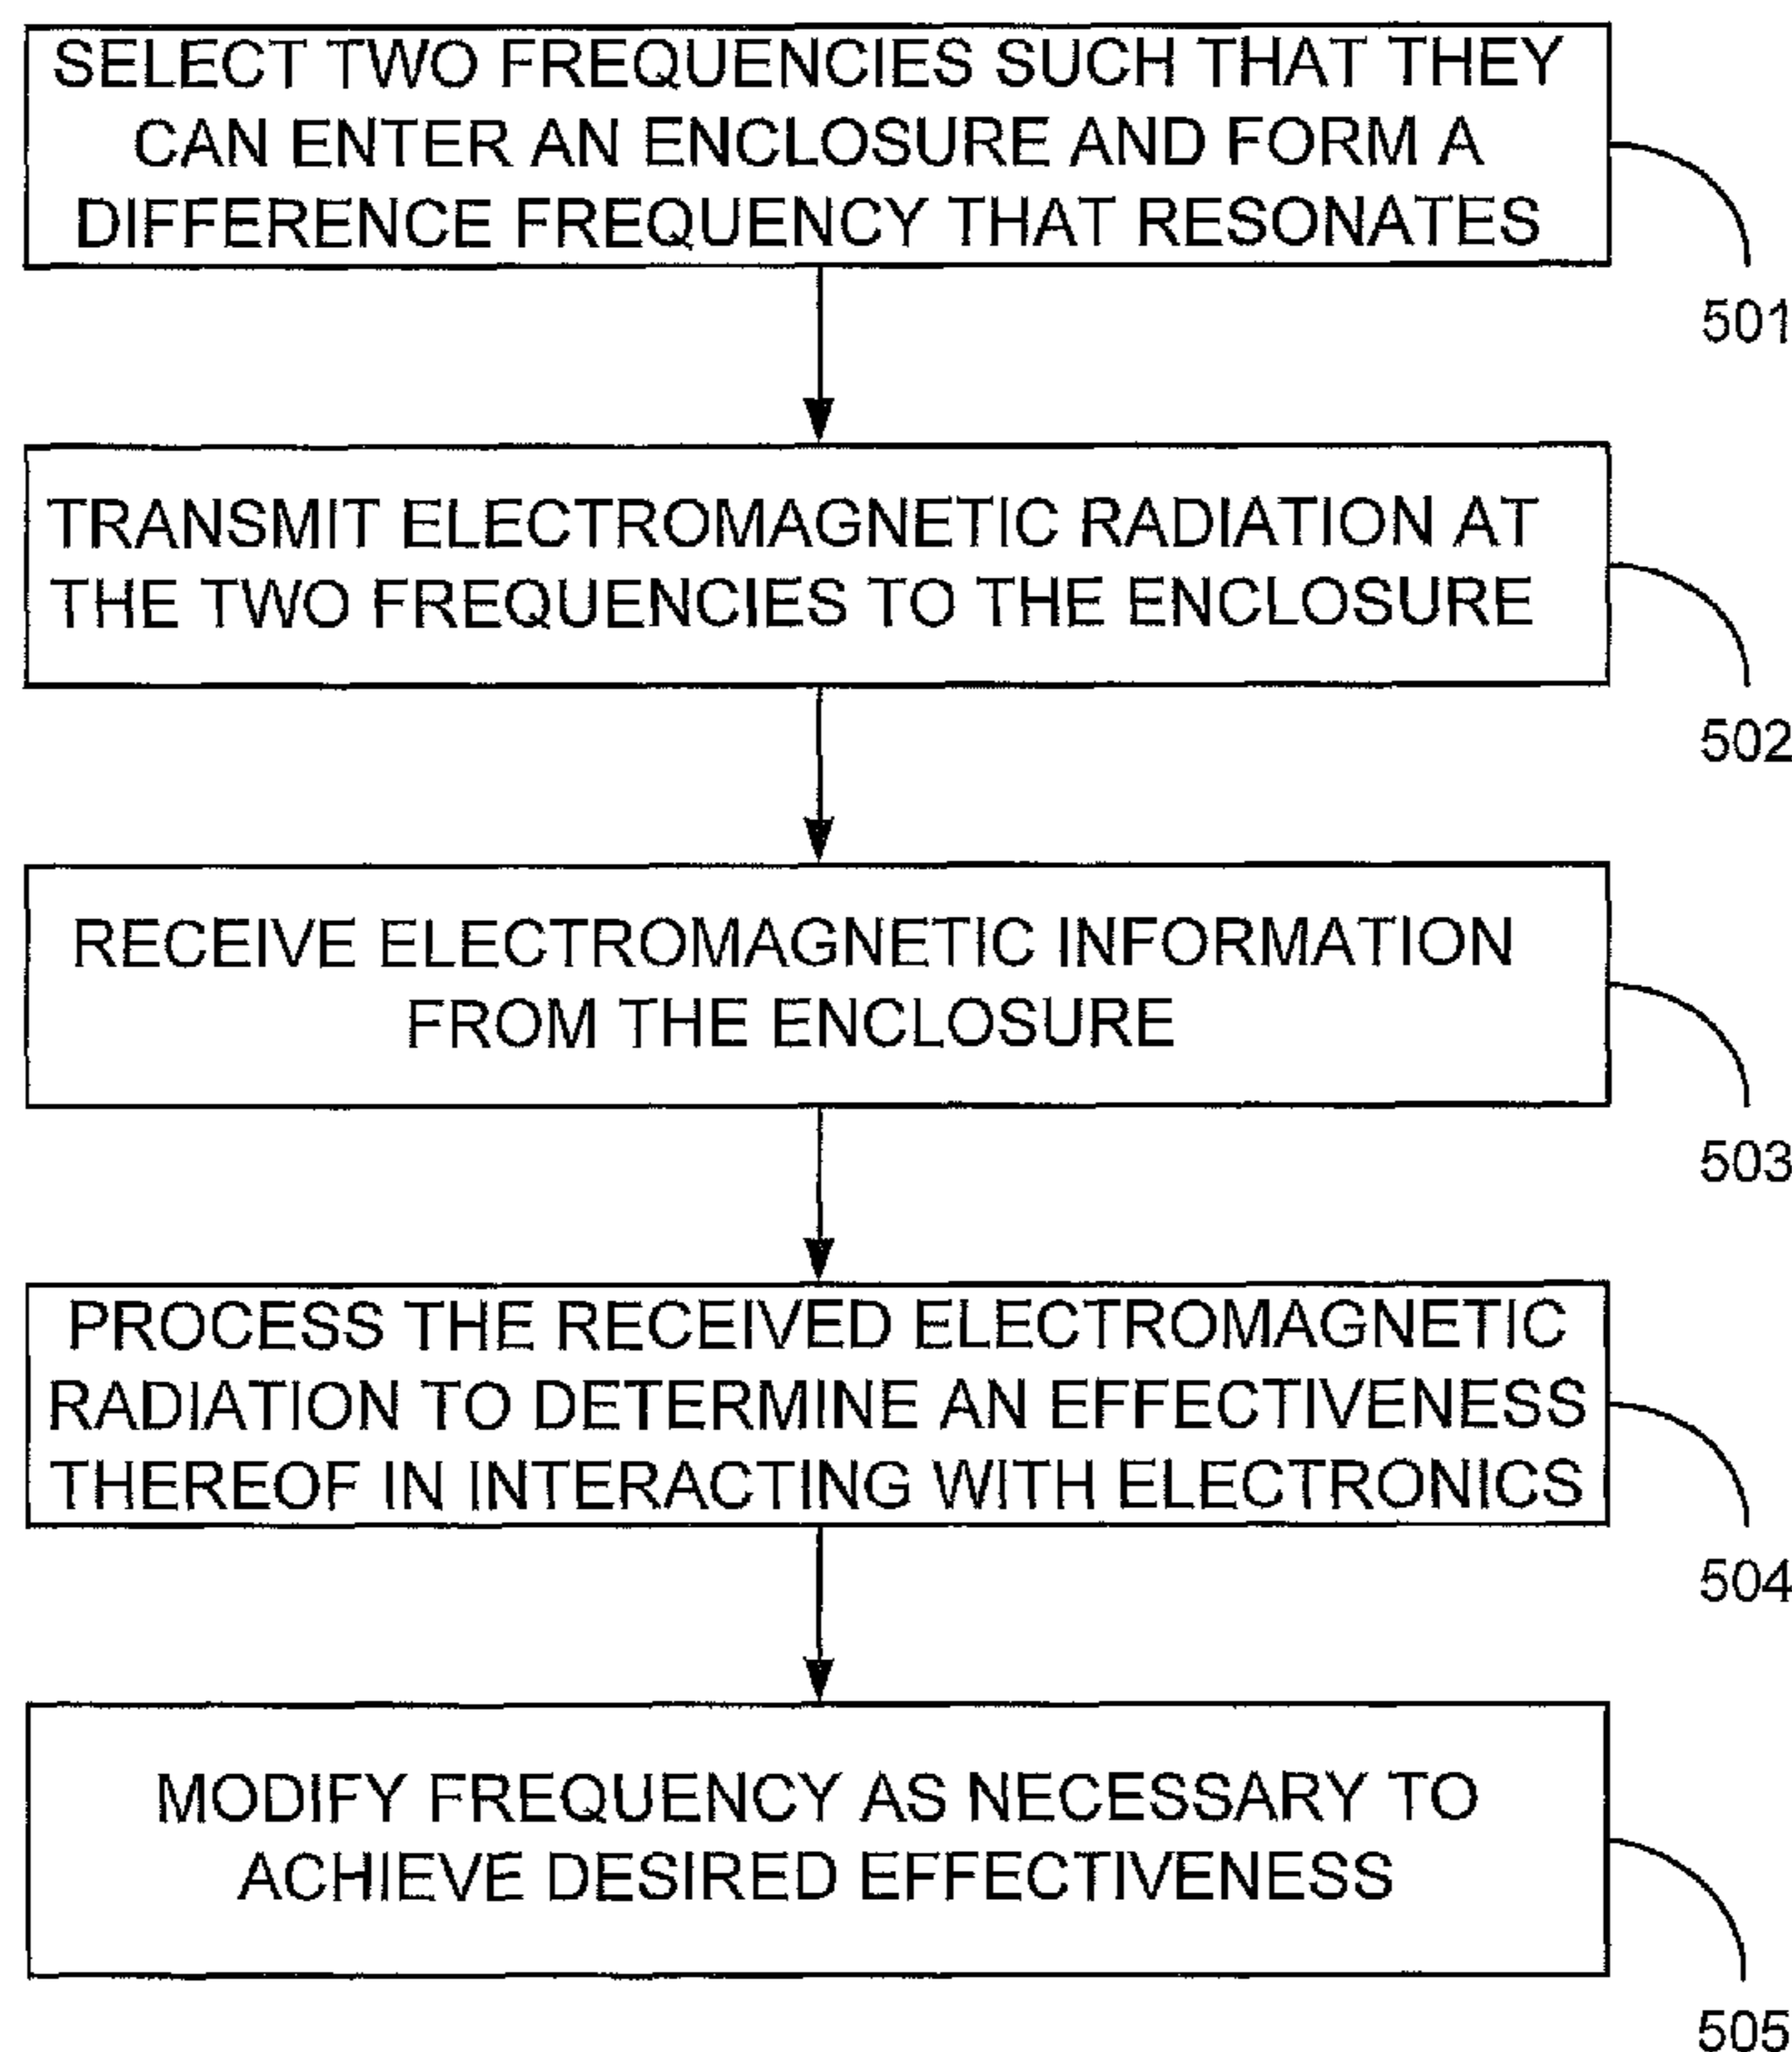 SELECT TWO FREQUENCIES SUCH THAT THEY
CAN ENTER AN ENCLOSURE AND FORM A
DIFFERENCE FREQUENCY THAT RESONATES
501
TRANSMIT ELECTROMAGNETIC RADIATION AT
THE TWO FREQUENCIES TO THE ENCLOSURE
502
RECEIVE ELECTROMAGNETIC INFORMATION
FROM THE ENCLOSURE
503
PROCESS THE RECEIVED ELECTROMAGNETIC
RADIATION TO DETERMINE AN EFFECTIVENESS
THEREOF IN INTERACTING WITH ELECTRONICS
504
MODIFY FREQUENCY AS NECESSARY TO
ACHIEVE DESIRED EFFECTIVENESS
505